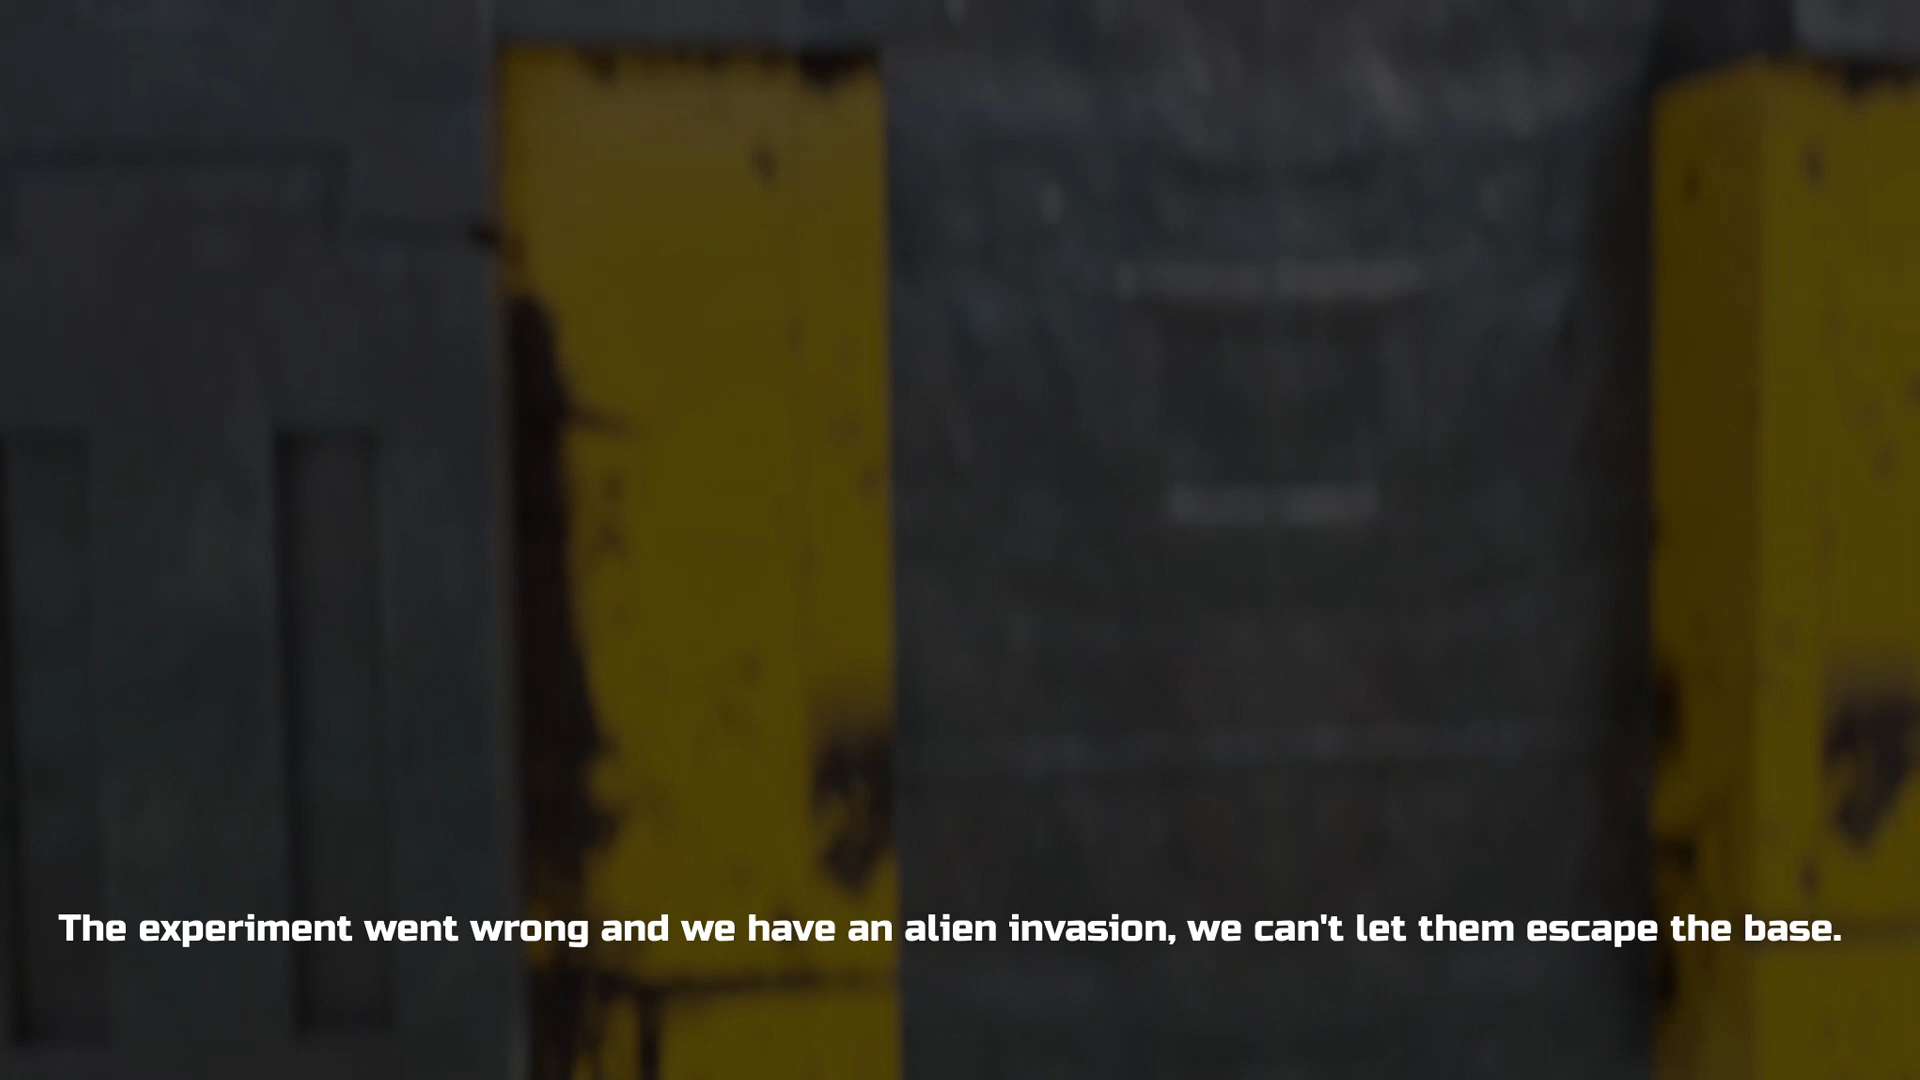 The experiment went wrong and we have an alien invasion, we can't let them escape the base.